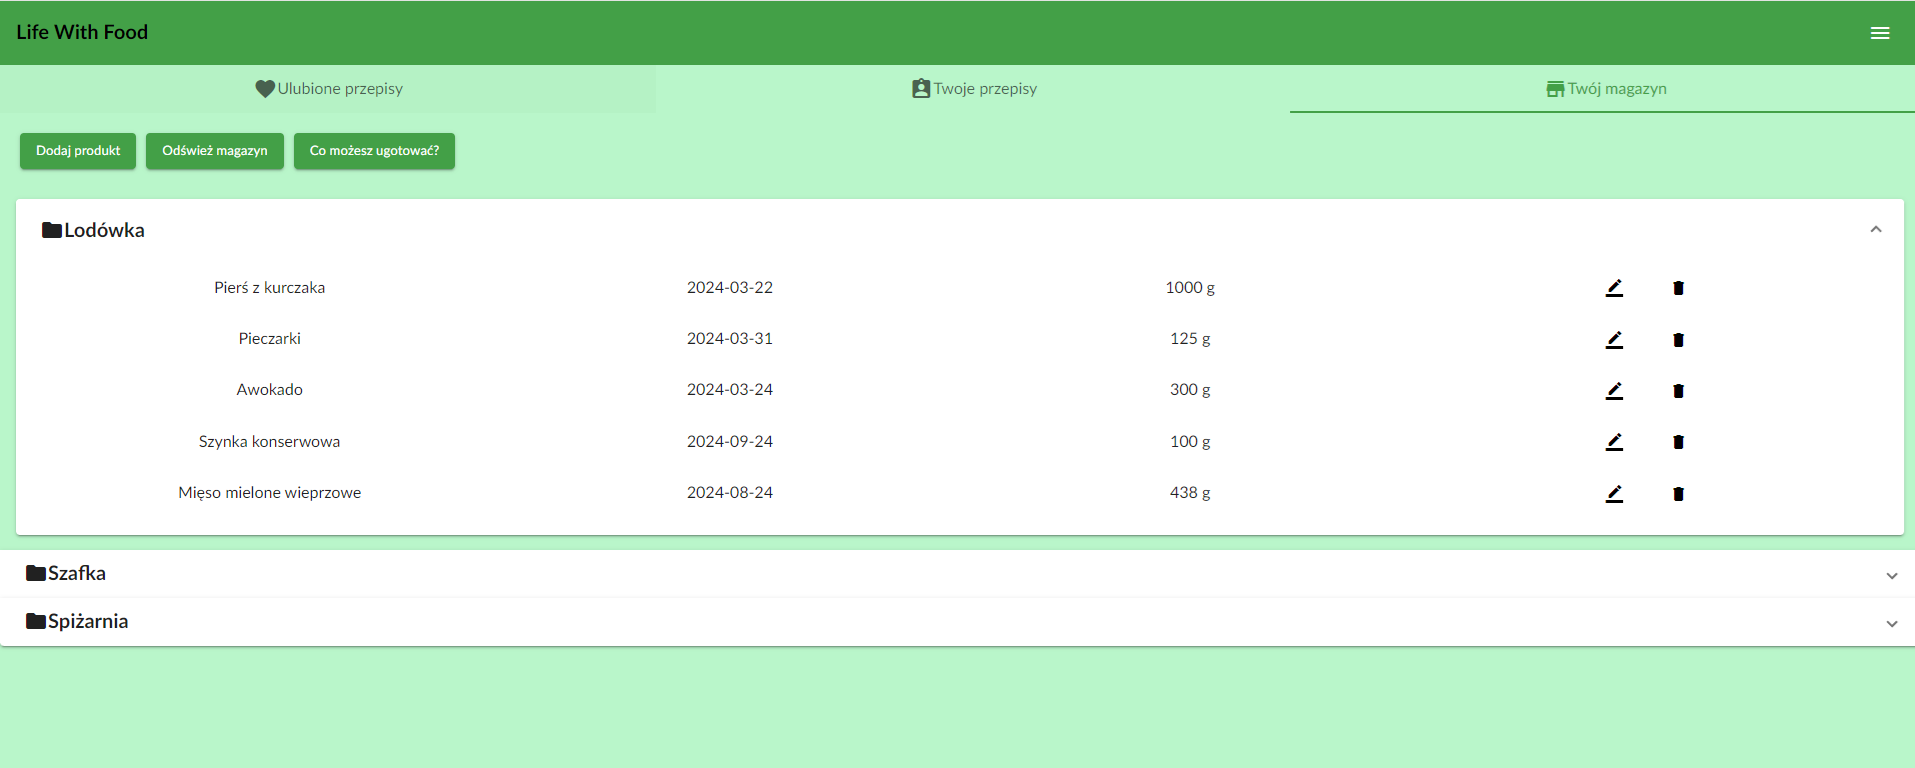 Life With Food
Ulubione przepisy Twoje przepisy Twój magazyn
Dodaj produkt Odśwież magazyn Co możesz ugotować?
Lodówka
Pierś z kurczaka 2024-03-22 1000 g
Pieczarki 2024-03-31 125 g
Awokado 2024-03-24 300 g
Szynka konserwowa 2024-09-24 100 g
Mięso mielone wieprzowe 2024-08-24 438 g
Szafka
Spiżarnia